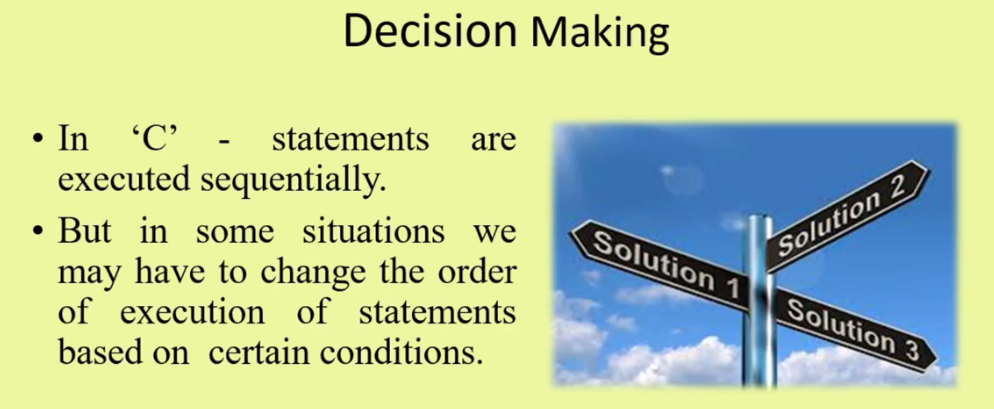 Decision Making
• In ‘C’ - statements are
executed sequentially.
• But in some situations we
may have to change the order
of execution of statements
based on certain conditions.
Solution 1
Solution 2
Solution 3